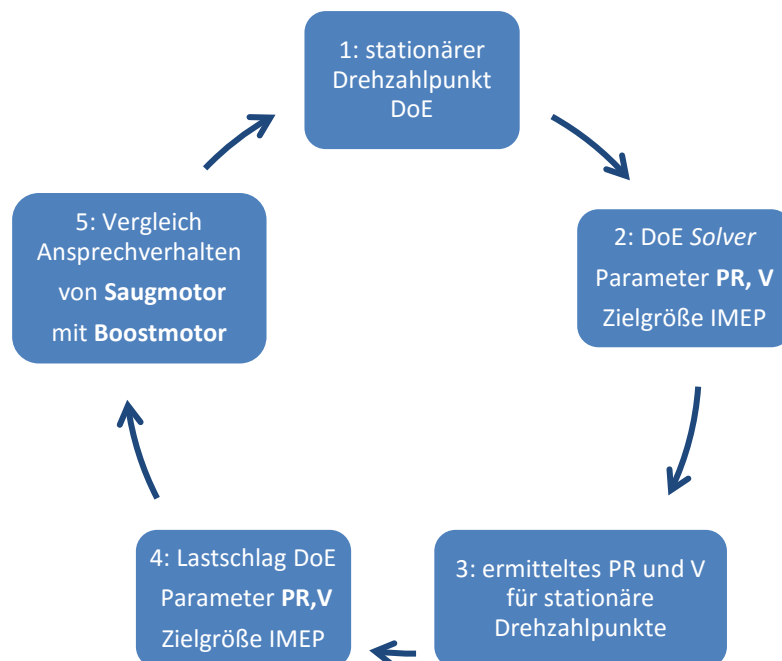 1: stationärer
Drehzahlpunkt
DoE
2: DoE Solver
Parameter PR, V
Zielgröße IMEP
3: ermitteltes PR und V
für stationäre
Drehzahlpunkte
4: Lastschlag DoE
Parameter PR,V
Zielgröße IMEP
5: Vergleich
Ansprechverhalten
von Saugmotor
mit Boostmotor